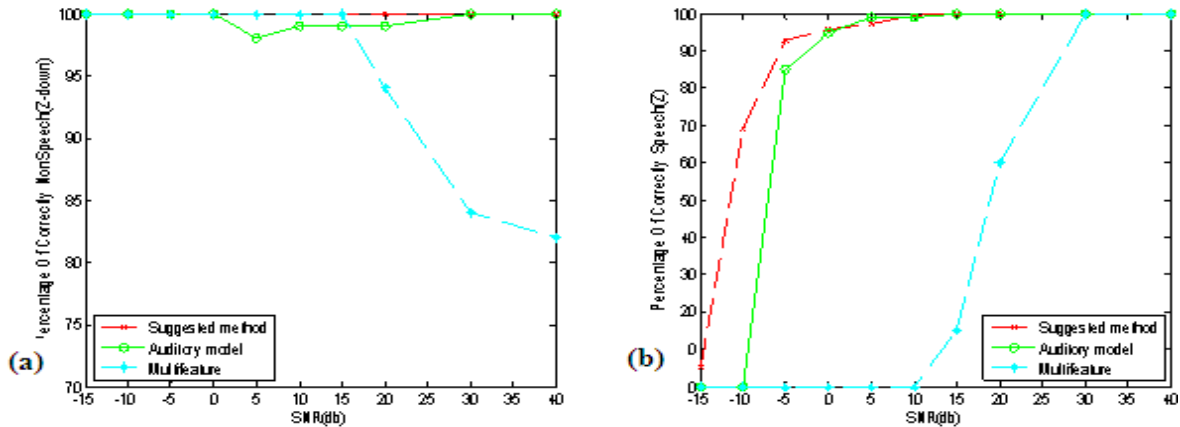 100
95
90
85
80
75
70
-15 -10 -5 0 5 10 15 20 25 30 35 40
SNR(db)
Percentage Of Correctly NonSpeech(Z-down)
Suggested method
Auditory model
Multifeature
(a)
100
90
80
70
60
50
40
30
20
0
0
-15 -10 -5 0 5 10 15 20 25 30 35 40
SNR(db)
Percentage Of Correctly Speech(Z)
Suggested method
Auditory model
Multifeature
(b)